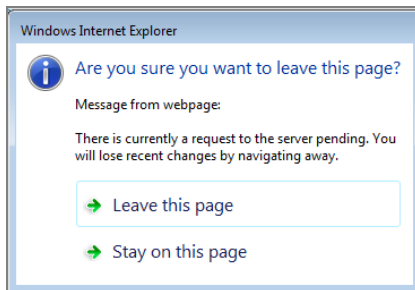 Windows Internet Explorer
Are you sure you want to leave this page?
Message from webpage:
There is currently a request to the server pending. You
will lose recent changes by navigating away.
Leave this page
Stay on this page